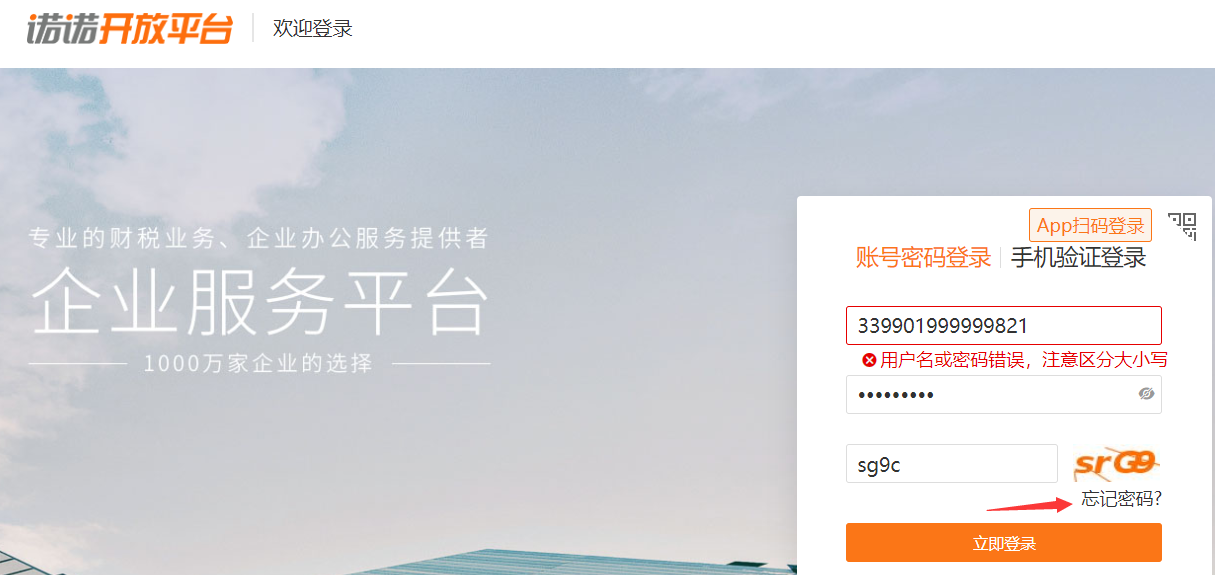 诺诺开放平台
欢迎登录
专业的财税业务、企业办公服务提供者
企业服务平台
1000万家企业的选择
App扫码登录
账号密码登录
手机验证登录
339901999999821
用户名或密码错误，注意区分大小写
•••••••••
sg9c
srG9
忘记密码?
立即登录